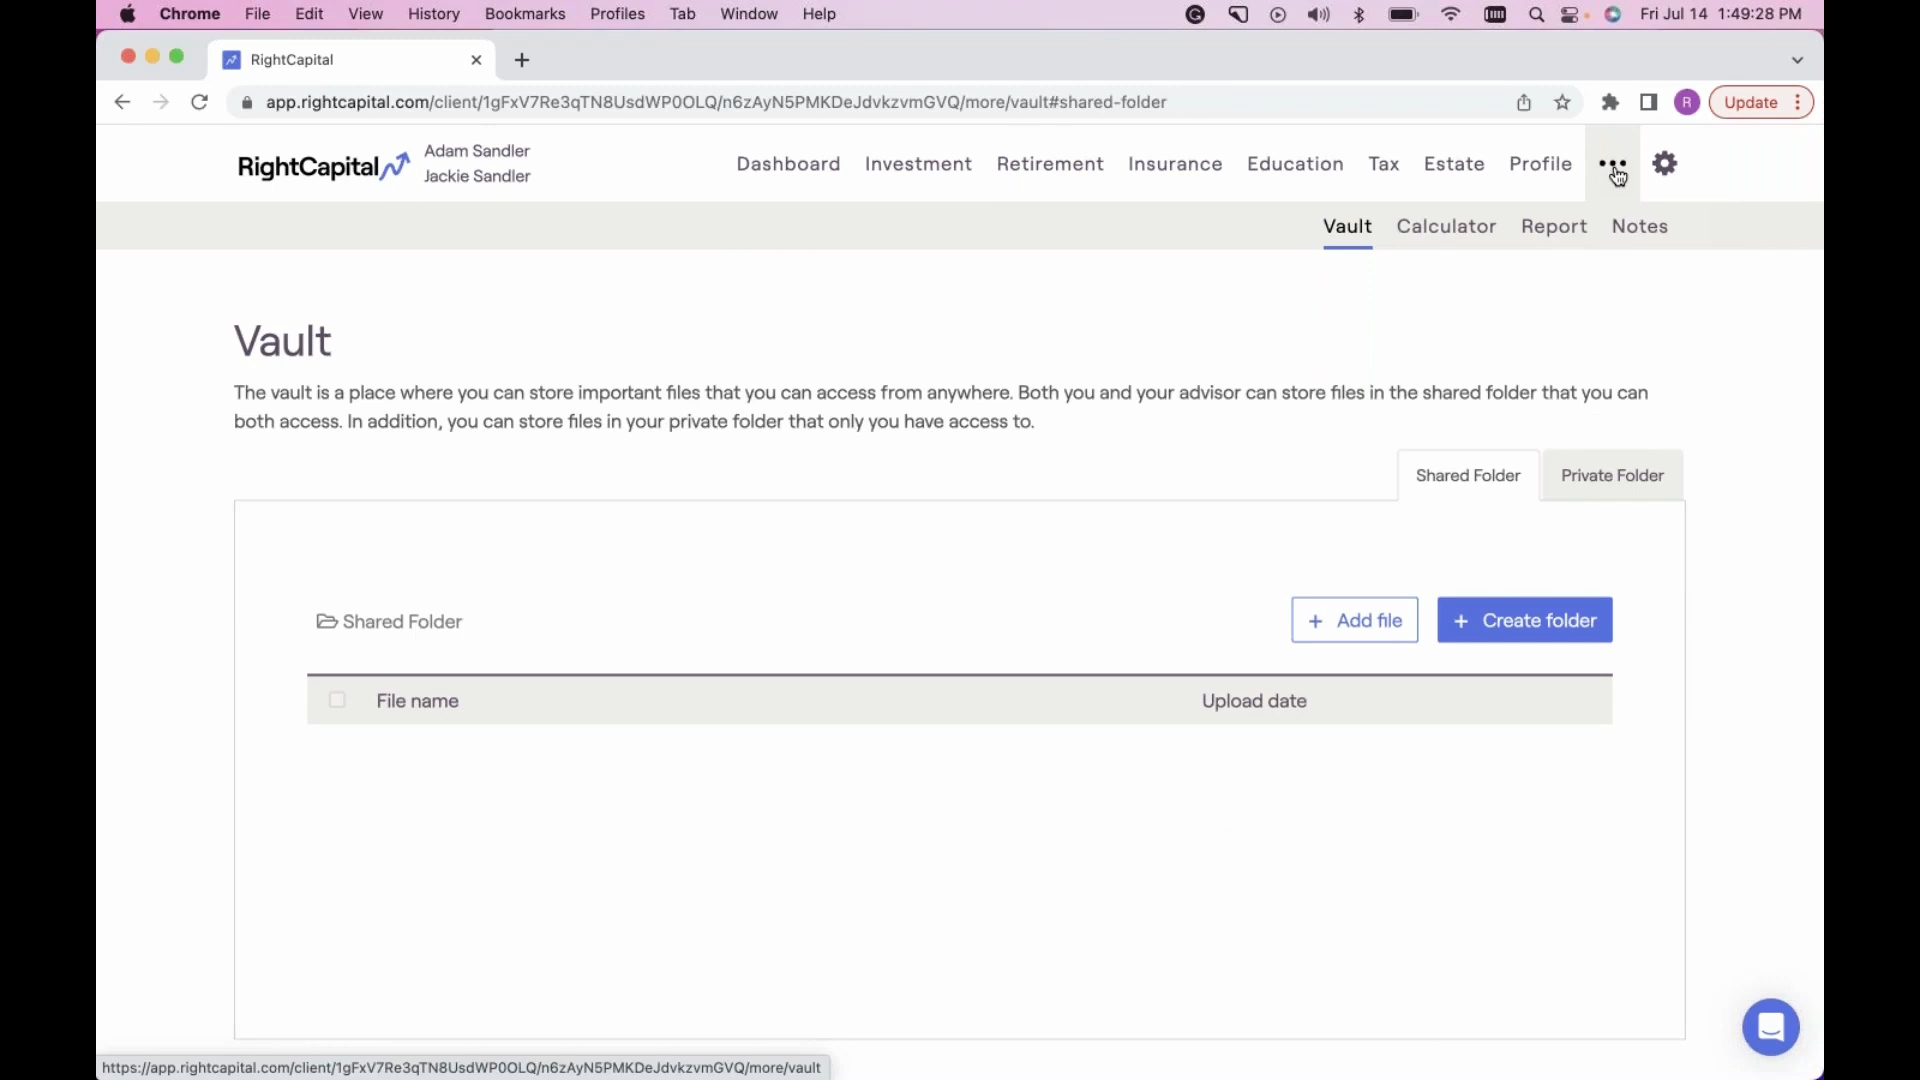 Chrome File Edit View History Bookmarks Profiles Tab Window Help Fri Jul 14 1:49:28 PM
RightCapital
app.rightcapital.com/client/1gFxV7Re3qTN8UsdWP0OLQ/n6zAyN5PMKDeJdvkzvmGVQ/more/vault#shared-folder R Update
RightCapital
Adam Sandler
Jackie Sandler
Dashboard Investment Retirement Insurance Education Tax Estate Profile
Vault Calculator Report Notes
Vault
The vault is a place where you can store important files that you can access from anywhere. Both you and your advisor can store files in the shared folder that you can
both access. In addition, you can store files in your private folder that only you have access to.
Shared Folder Private Folder
Shared Folder + Add file + Create folder
File name Upload date
https://app.rightcapital.com/client/1gFxV7Re3qTN8UsdWP0OLQ/n6zAyN5PMKDeJdvkzvmGVQ/more/vault